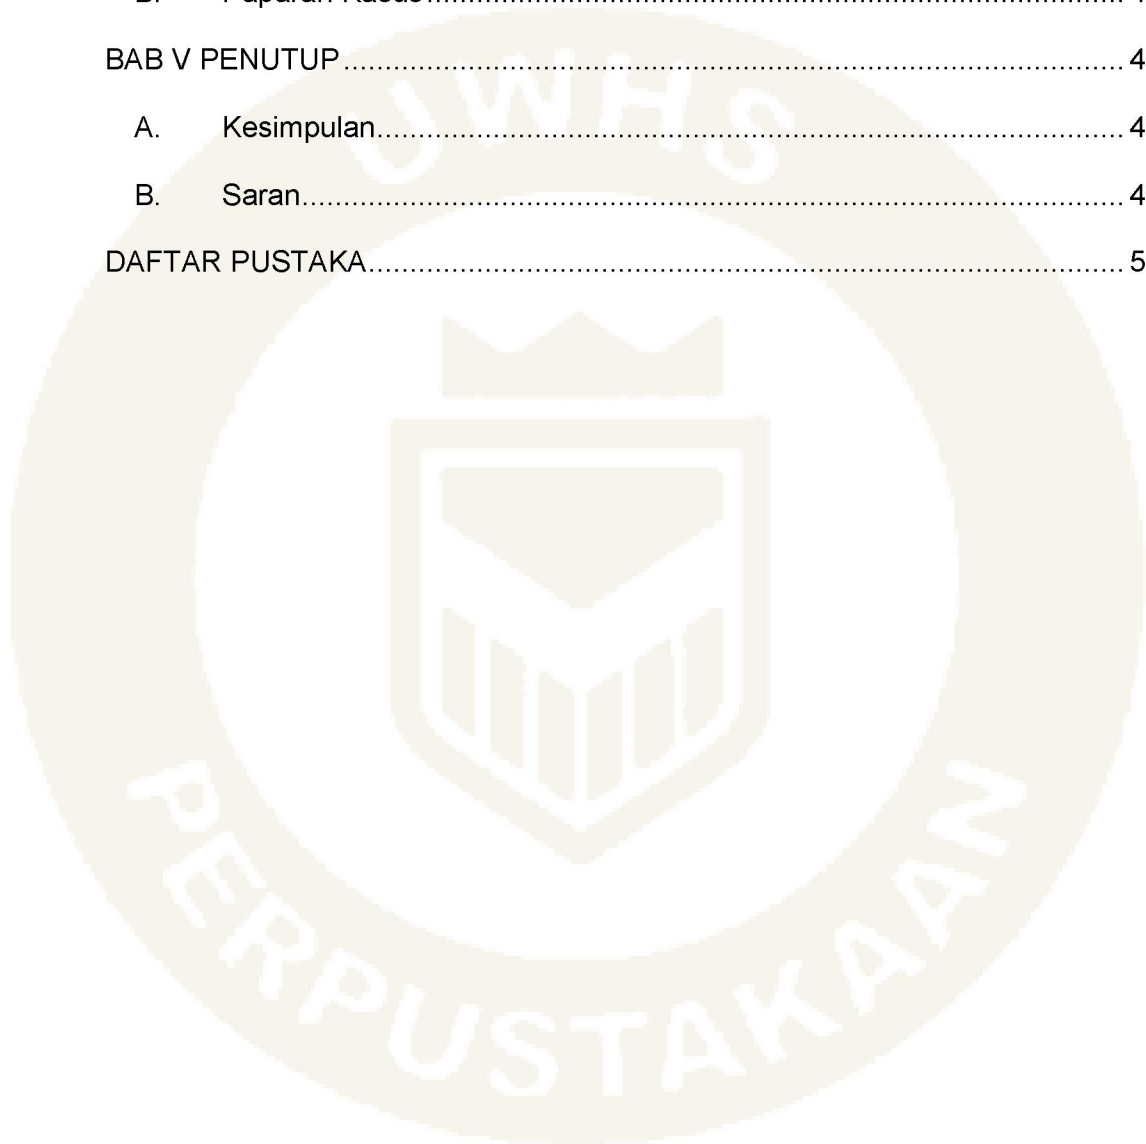 BAB V PENUTUP........................................................................................... 4
A. Kesimpulan....................................................................................... 4
B. Saran................................................................................................ 4
DAFTAR PUSTAKA........................................................................................ 5
UWHS
PERPUSTAKAAN